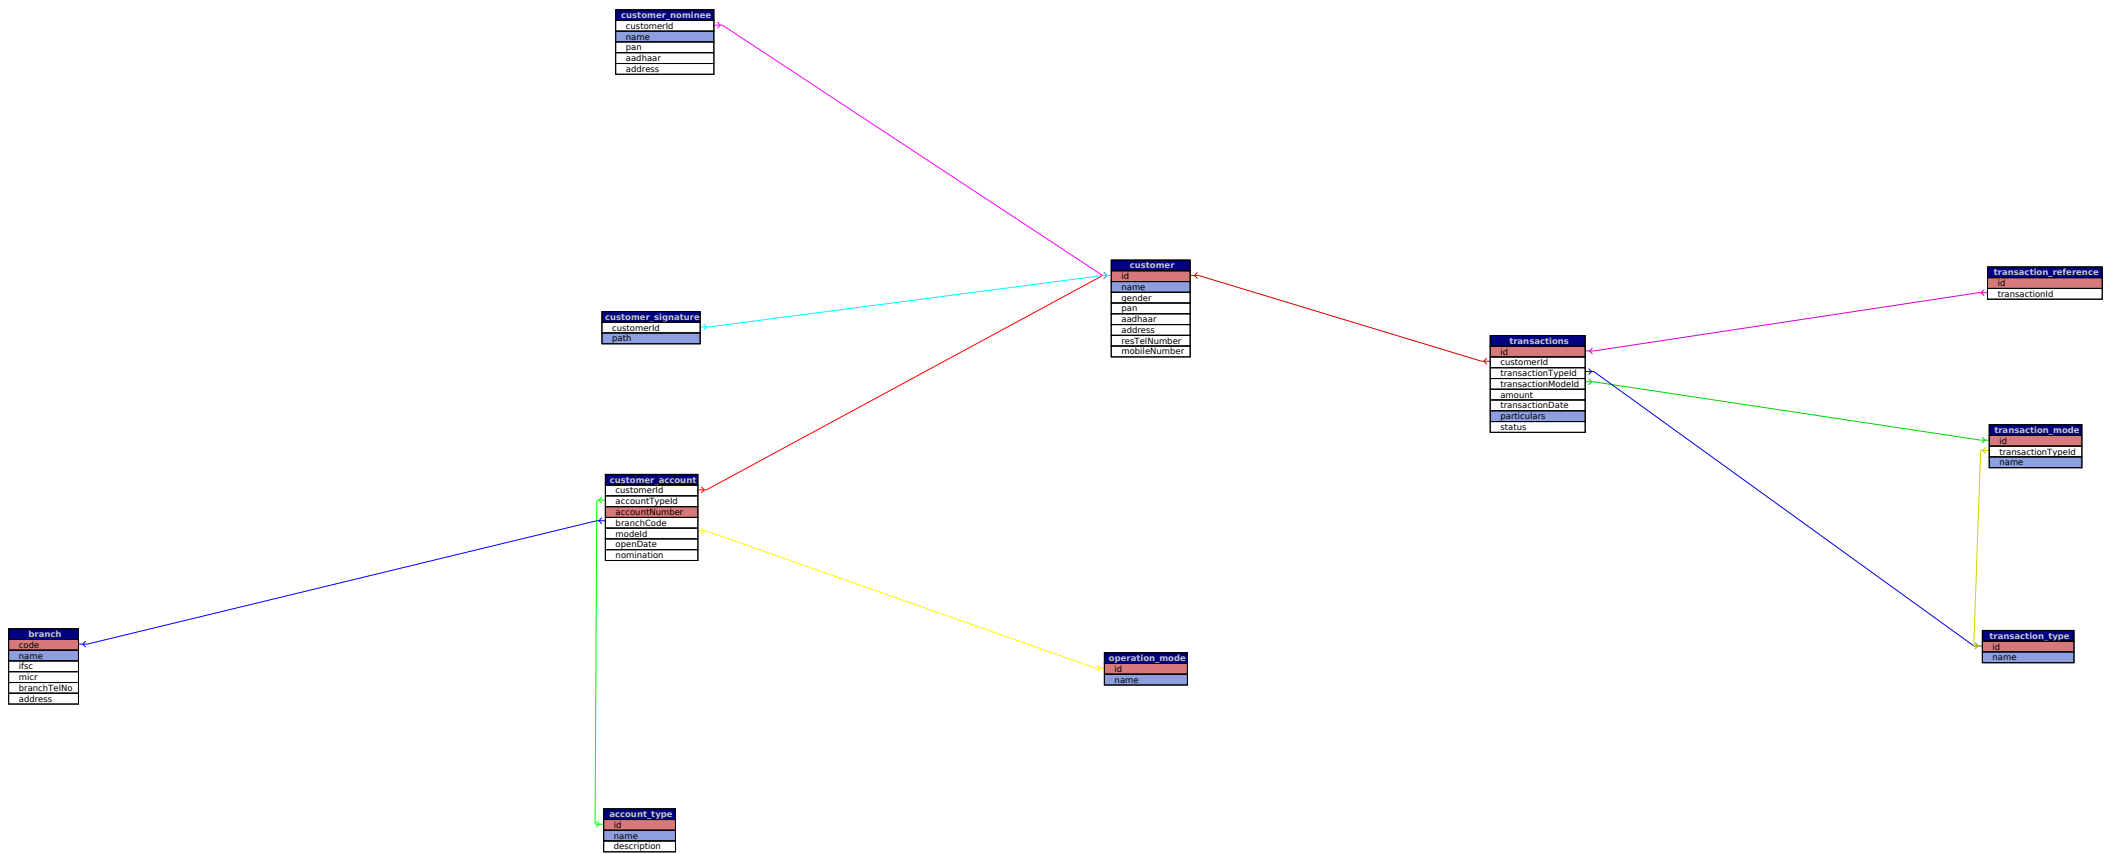 customer_nominee
customerId
name
pan
aadhaar
address
customer
id
name
gender
pan
aadhaar
address
resTelNumber
mobileNumber
transaction_reference
id
transactionId
customer_signature
customerId
path
transactions
id
customerId
transactionTypeId
transactionModeId
amount
transactionDate
particulars
status
transaction_mode
id
transactionTypeId
name
customer_account
customerId
accountTypeId
accountNumber
branchCode
modeId
openDate
nomination
branch
code
name
ifsc
micr
branchTelNo
address
operation_mode
id
name
transaction_type
id
name
account_type
id
name
description